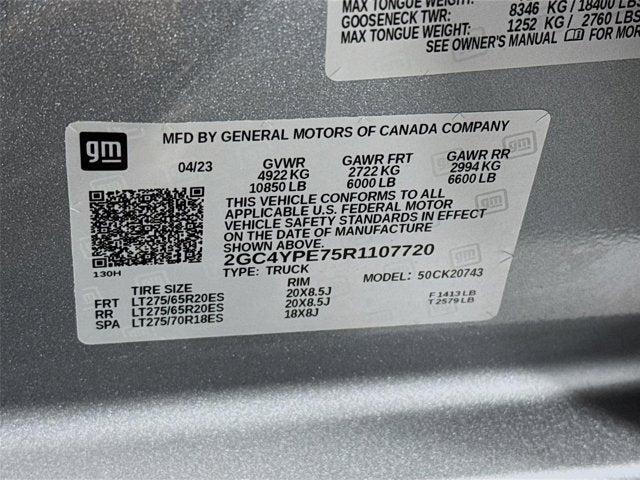 MAX TONGUE WEIGHT:
GOOSENECK TWR: 8346 KG / 18400 LB
MAX TONGUE WEIGHT: 1252 KG / 2760 LBS
SEE OWNER'S MANUAL FOR MOR
gm
MFD BY GENERAL MOTORS OF CANADA COMPANY
04/23 GVWR GAWR FRT GAWR RR
4922 KG 2722 KG 2994 KG
10850 LB 6000 LB 6600 LB
THIS VEHICLE CONFORMS TO ALL
APPLICABLE U.S. FEDERAL MOTOR
VEHICLE SAFETY STANDARDS IN EFFECT
ON THE DATE OF MANUFACTURE
SHOWN ABOVE.
2GC4YPE75R1107720
TYPE: TRUCK MODEL: 50CK20743
130H
TIRE SIZE RIM
FRT LT275/65R20ES 20X8.5J F 1413 LB
RR LT275/65R20ES 20X8.5J T 2579 LB
SPA LT275/70R18ES 18X8J